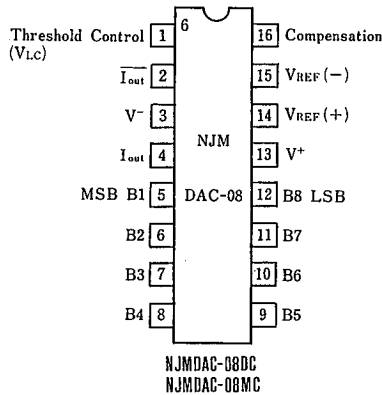 Threshold Control 1 6 16 Compensation
(VLC)
Iout 2 15 VREF(−)
V− 3 14 VREF(+)
NJM
Iout 4 13 V+
MSB B1 5 DAC-08 12 B8 LSB
B2 6 11 B7
B3 7 10 B6
B4 8 9 B5
NJMDAC-08DC
NJMDAC-08MC